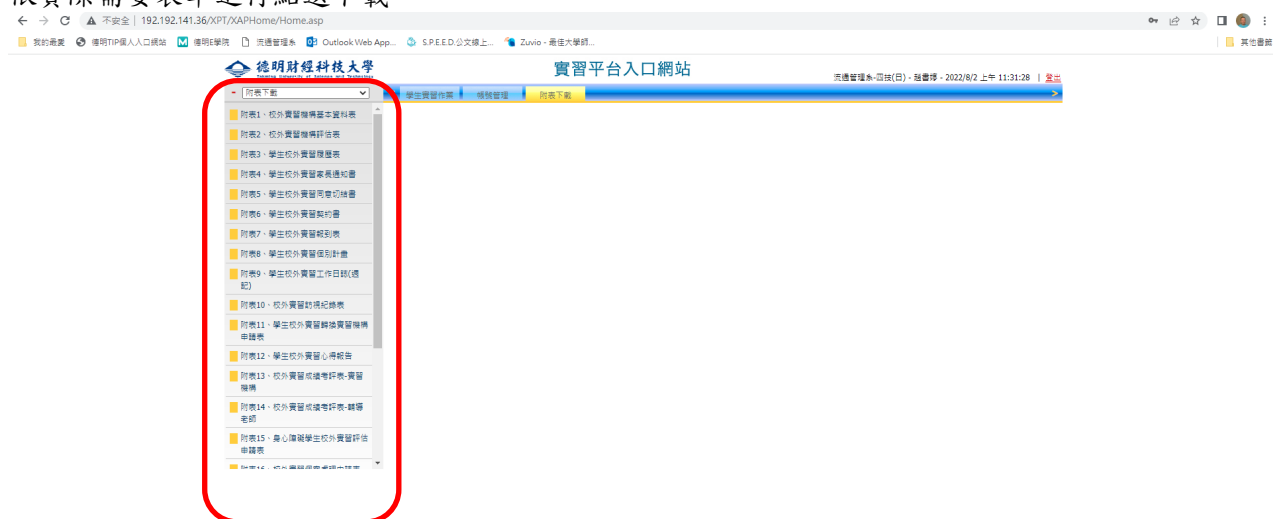 依實際需要表單進行點選下載
不安全 | 192.192.141.36/XPT/XAPHome/Home.asp
我的最愛 德明TIP個人入口網站 德明E學院 流通管理系 Outlook Web App... S.P.E.E.D.公文線上... Zuvio - 最佳大學師... 其他書籤
德明財經科技大學 實習平台入口網站
Takming University of Science and Technology
流通管理系-四技(日) - 趙書嫥 - 2022/8/2 上午 11:31:28 | 登出
附表下載 學生實習作業 帳號管理 附表下載 >
附表1、校外實習機構基本資料表
附表2、校外實習機構評估表
附表3、學生校外實習履歷表
附表4、學生校外實習家長通知書
附表5、學生校外實習同意切結書
附表6、學生校外實習契約書
附表7、學生校外實習報到表
附表8、學生校外實習個別計畫
附表9、學生校外實習工作日誌(週
記)
附表10、校外實習訪視紀錄表
附表11、學生校外實習轉換實習機構
申請表
附表12、學生校外實習心得報告
附表13、校外實習成績考評表-實習
機構
附表14、校外實習成績考評表-輔導
老師
附表15、身心障礙學生校外實習評估
申請表